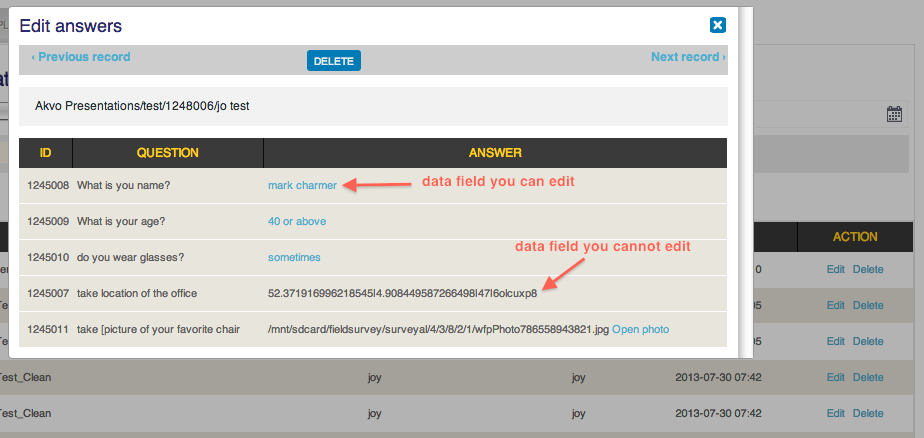 Edit answers
‹ Previous record
DELETE
Next record ›
Akvo Presentations/test/1248006/jo test
ID QUESTION ANSWER
1245008 What is you name? mark charmer
data field you can edit
1245009 What is your age? 40 or above
data field you cannot edit
1245010 do you wear glasses? sometimes
1245007 take location of the office 52.371916996218545|4.908449587266498|47|6olcuxp8
1245011 take [picture of your favorite chair /mnt/sdcard/fieldsurvey/surveyal/4/3/8/2/1/wfpPhoto786558943821.jpg Open photo
ACTION
0 Edit Delete
05 Edit Delete
05 Edit Delete
Test_Clean joy joy 2013-07-30 07:42 Edit Delete
Test_Clean joy joy 2013-07-30 07:42 Edit Delete